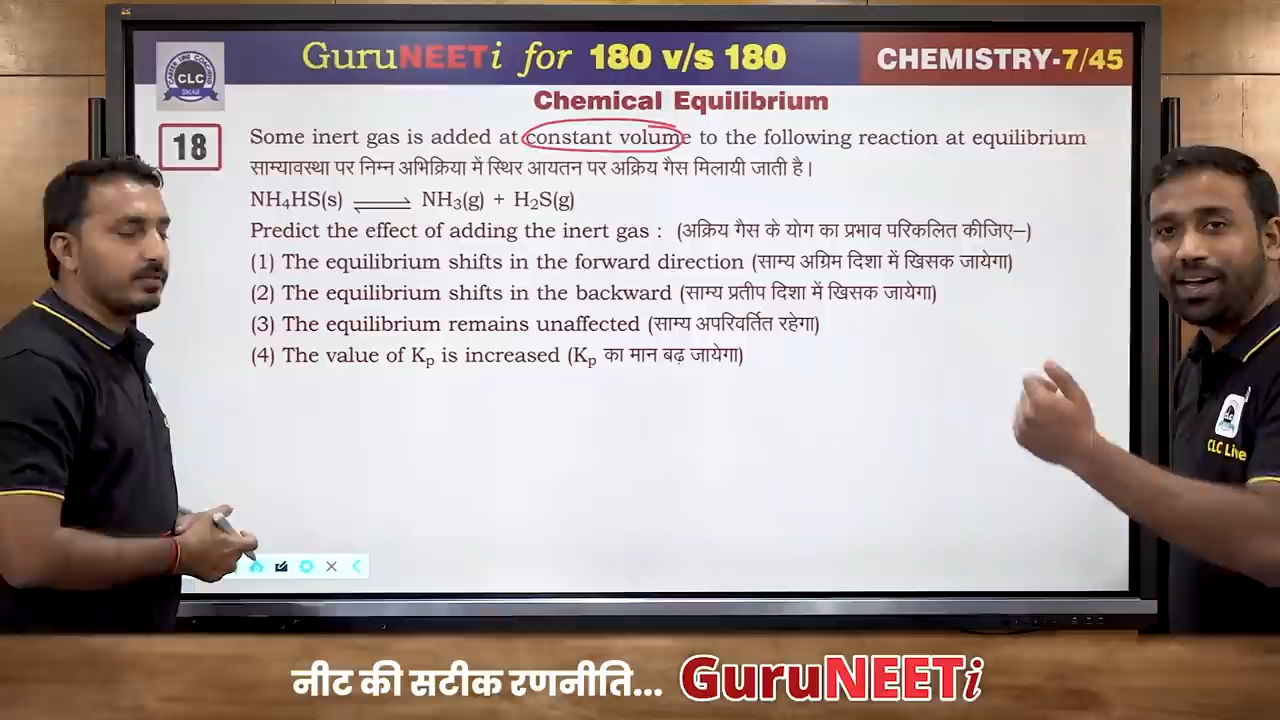 GuruNEETi for 180 v/s 180
CHEMISTRY-7/45
CLC
SIKAR
Chemical Equilibrium
18
Some inert gas is added at constant volume to the following reaction at equilibrium
साम्यावस्था पर निम्न अभिक्रिया में स्थिर आयतन पर अक्रिय गैस मिलायी जाती है।
NH₄HS(s) ⇌ NH₃(g) + H₂S(g)
Predict the effect of adding the inert gas : (अक्रिय गैस के योग का प्रभाव परिकलित कीजिए–)
(1) The equilibrium shifts in the forward direction (साम्य अग्रिम दिशा में खिसक जायेगा)
(2) The equilibrium shifts in the backward (साम्य प्रतीप दिशा में खिसक जायेगा)
(3) The equilibrium remains unaffected (साम्य अपरिवर्तित रहेगा)
(4) The value of Kₚ is increased (Kₚ का मान बढ़ जायेगा)
CLC Live
नीट की सटीक रणनीति... GuruNEETi